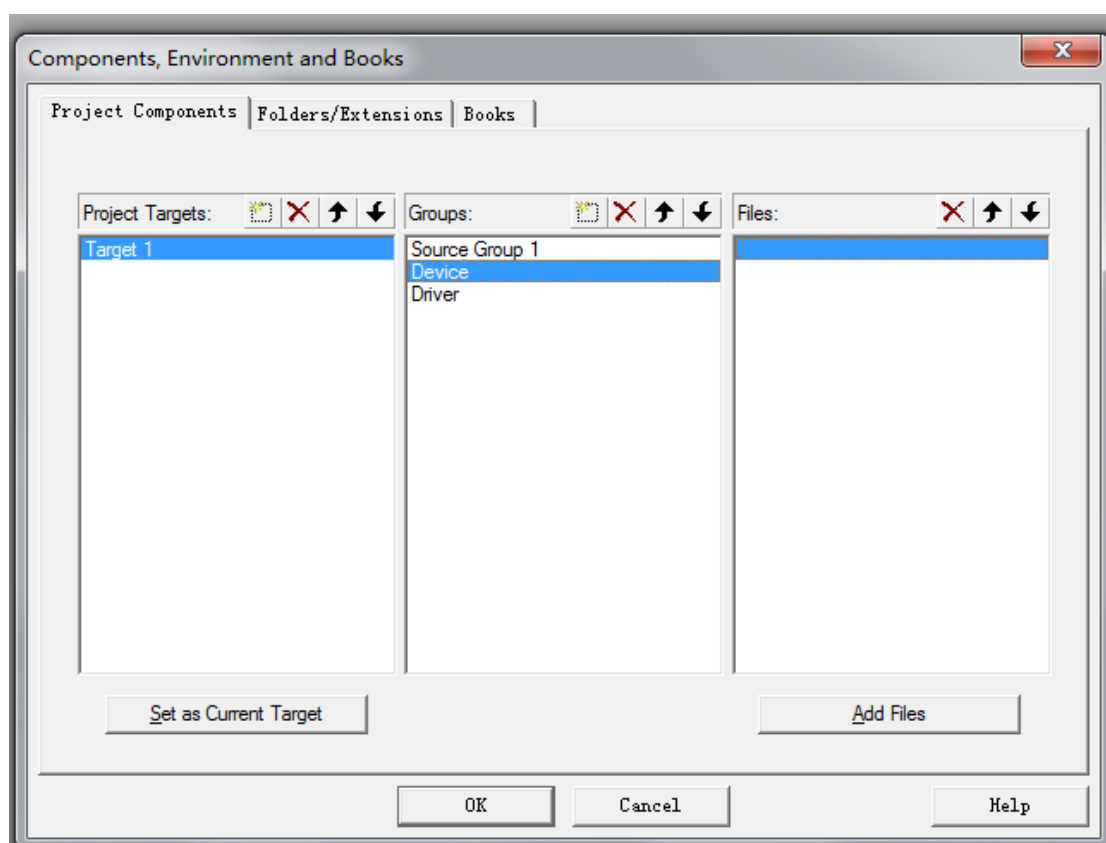 Components, Environment and Books
Project Components Folders/Extensions Books
Project Targets: Groups: Files:
Target 1
Source Group 1
Device
Driver
Set as Current Target Add Files
OK Cancel Help